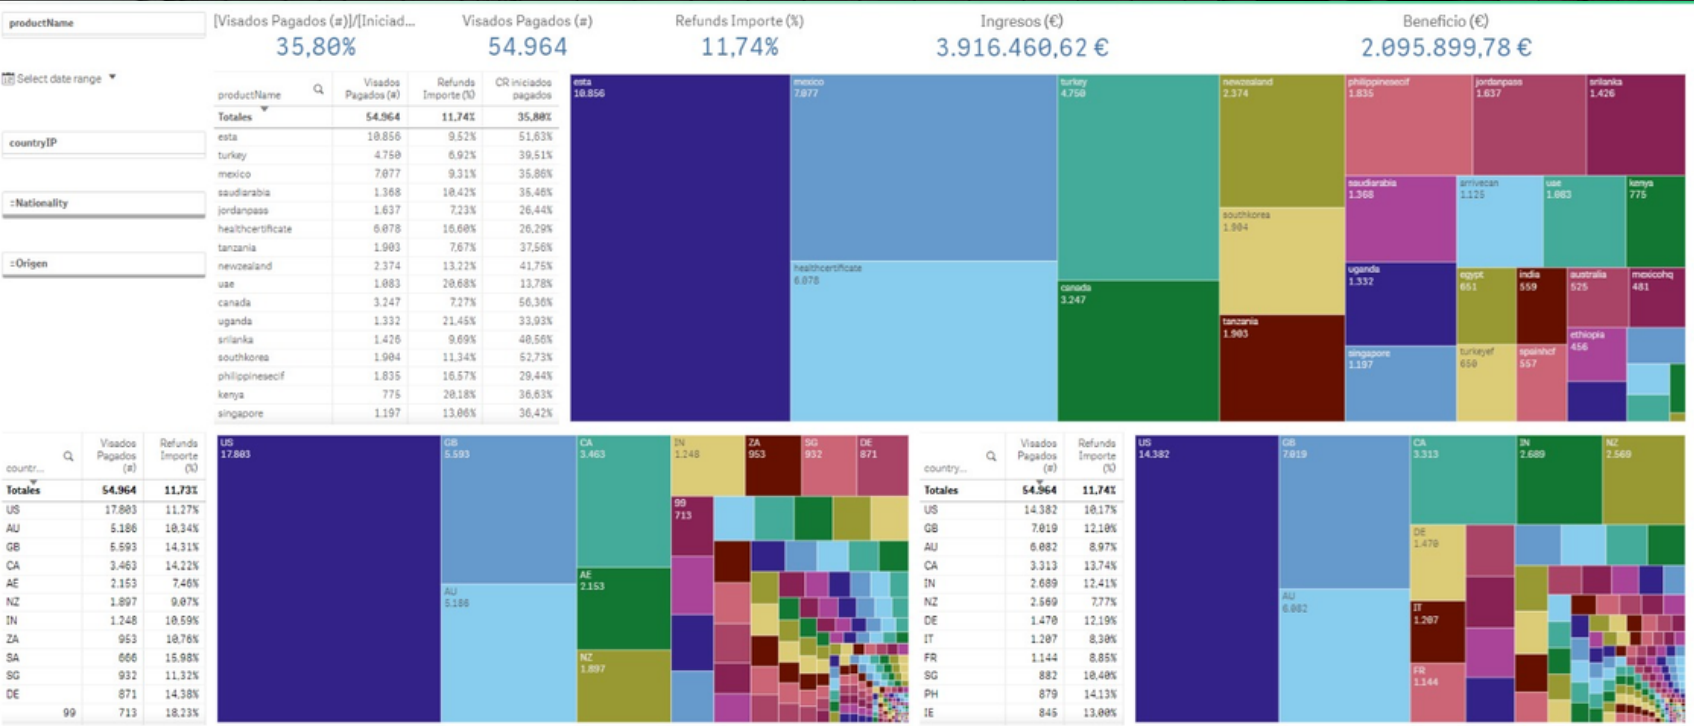 productName
Select date range
countryIP
::Nationality
::Origen
[Visados Pagados (#)]/[Iniciad...
35,80%
Visados Pagados (#)
54.964
Refunds Importe (%)
11,74%
Ingresos (€)
3.916.460,62 €
Beneficio (€)
2.095.899,78 €
productName Visados Pagados (#) Refunds Importe (%) CR iniciados pagados
Totales 54.964 11,74% 35,80%
esta 10.856 9,52% 51,63%
turkey 4.750 6,92% 39,51%
mexico 7.077 9,31% 35,86%
saudiarabia 1.368 10,42% 35,46%
jordanpass 1.637 7,23% 26,44%
healthcertificate 6.078 16,60% 26,29%
tanzania 1.903 7,67% 37,56%
newzealand 2.374 13,22% 41,75%
uae 1.083 20,68% 13,78%
canada 3.247 7,27% 56,36%
uganda 1.332 21,45% 33,93%
srilanka 1.426 9,69% 40,56%
southkorea 1.904 11,34% 52,73%
philippinesecif 1.835 16,57% 29,44%
kenya 775 20,18% 36,63%
singapore 1.197 13,06% 36,42%
esta
10.856
mexico
7.077
healthcertificate
6.078
turkey
4.750
canada
3.247
newzealand
2.374
southkorea
1.904
tanzania
1.903
philippinesecif
1.835
jordanpass
1.637
srilanka
1.426
saudiarabia
1.368
arrivecan
1.125
uae
1.083
kenya
775
uganda
1.332
singapore
1.197
egypt
651
india
559
australia
525
mexicohq
481
turkeyef
650
spainhcf
557
ethiopia
456
countr... Visados Pagados (#) Refunds Importe (%)
Totales 54.964 11,73%
US 17.803 11,27%
AU 5.186 10,34%
GB 5.593 14,31%
CA 3.463 14,22%
AE 2.153 7,46%
NZ 1.897 9,07%
IN 1.248 10,59%
ZA 953 10,76%
SA 666 15,98%
SG 932 11,32%
DE 871 14,38%
99 713 18,23%
US
17.803
GB
5.593
AU
5.186
CA
3.463
AE
2.153
NZ
1.897
IN
1.248
ZA
953
SG
932
DE
871
99
713
country... Visados Pagados (#) Refunds Importe (%)
Totales 54.964 11,74%
US 14.382 10,17%
GB 7.019 12,10%
AU 6.082 8,97%
CA 3.313 13,74%
IN 2.689 12,41%
NZ 2.569 7,77%
DE 1.470 12,19%
IT 1.207 8,30%
FR 1.144 8,85%
SG 882 10,40%
PH 879 14,13%
IE 845 13,00%
US
14.382
GB
7.019
AU
6.082
CA
3.313
IN
2.689
NZ
2.569
DE
1.470
IT
1.207
FR
1.144